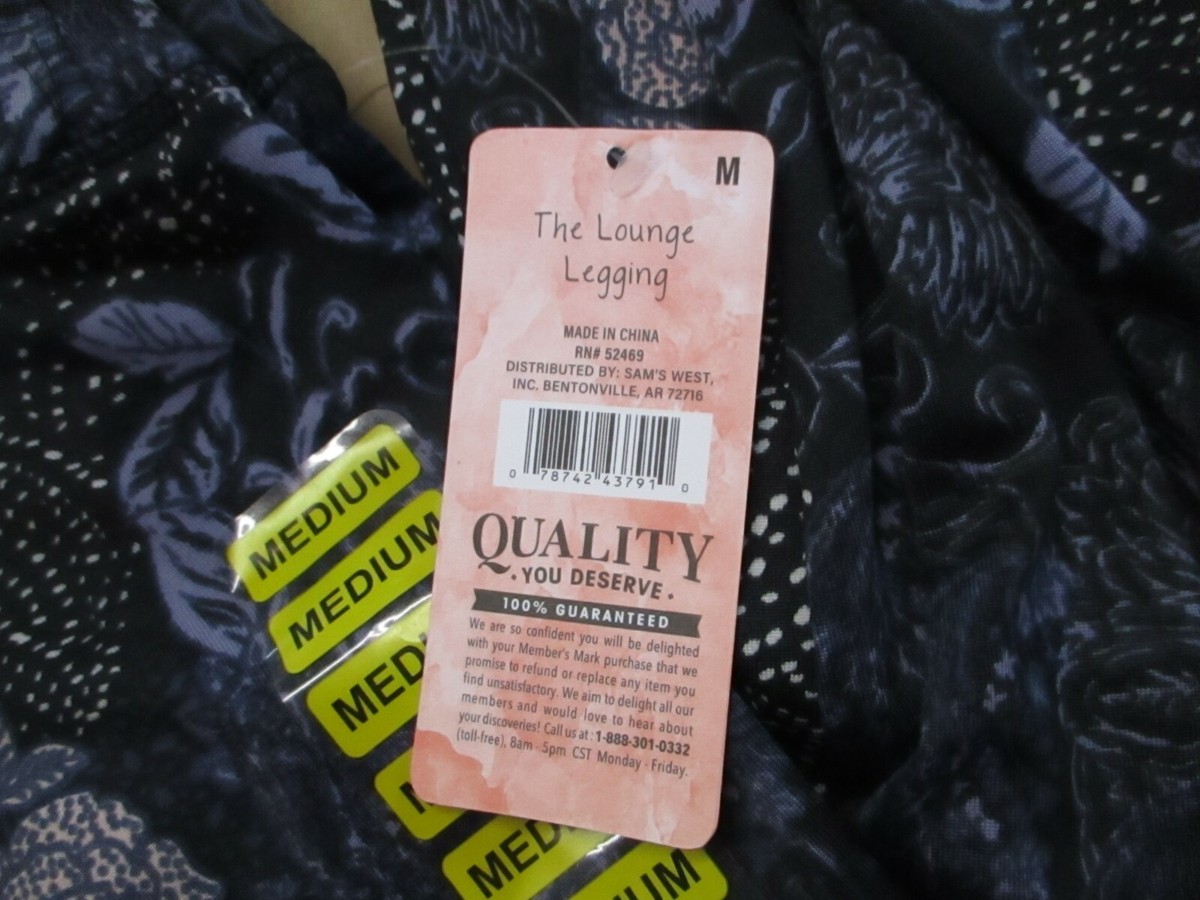 M
The Lounge
Legging
MADE IN CHINA
RN# 52469
DISTRIBUTED BY: SAM'S WEST,
INC. BENTONVILLE, AR 72716
0 78742 43791 0
QUALITY
• YOU DESERVE •
100% GUARANTEED
We are so confident you will be delighted
with your Member's Mark purchase that we
promise to refund or replace any item you
find unsatisfactory. We aim to delight all our
members and would love to hear about
your discoveries! Call us at: 1-888-301-0332
(toll-free), 8am - 5pm CST Monday - Friday.
MEDIUM
MEDIUM
MEDI
M
MED
IUM